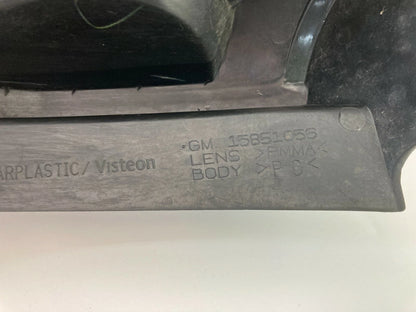 ARPLASTIC/Visteon
GM 15851055
LENS >PMMA<
BODY >PC<